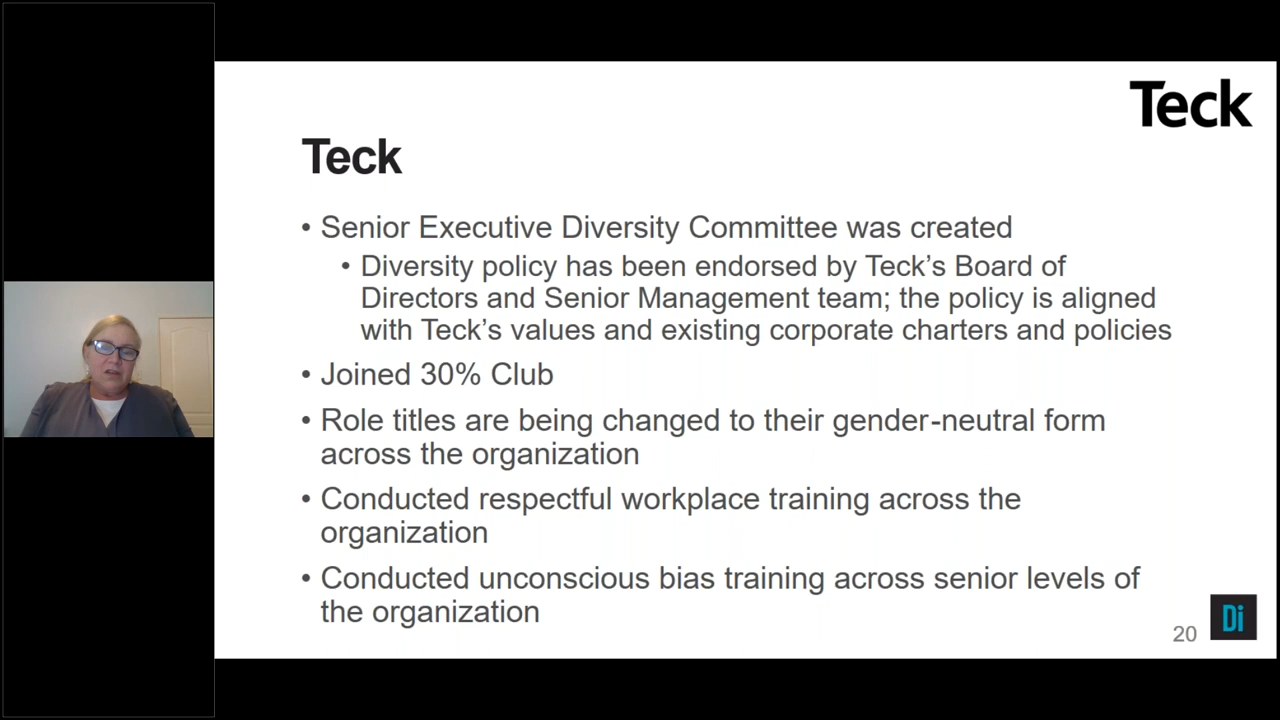 Teck
Teck
• Senior Executive Diversity Committee was created
• Diversity policy has been endorsed by Teck’s Board of
Directors and Senior Management team; the policy is aligned
with Teck’s values and existing corporate charters and policies
• Joined 30% Club
• Role titles are being changed to their gender-neutral form
across the organization
• Conducted respectful workplace training across the
organization
• Conducted unconscious bias training across senior levels of
the organization
20
Di